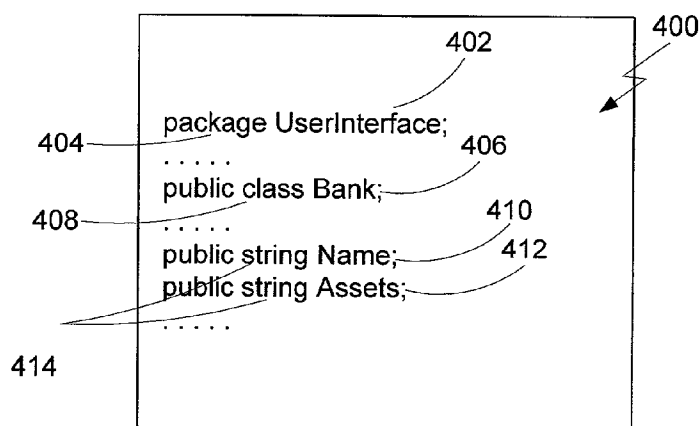 400
402
package UserInterface;
404
. . . . .
406
public class Bank;
408
. . . . .
410
public string Name;
412
public string Assets;
. . . . .
414